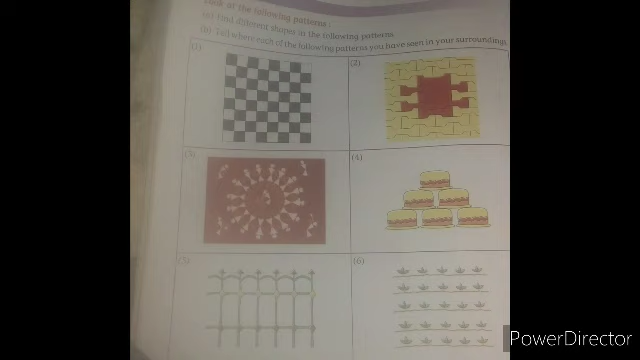 Look at the following patterns :
(a) Find different shapes in the following patterns.
(b) Tell where each of the following patterns you have seen in your surrounding.
(1)
(2)
(3)
(4)
(5)
(6)
PowerDirector